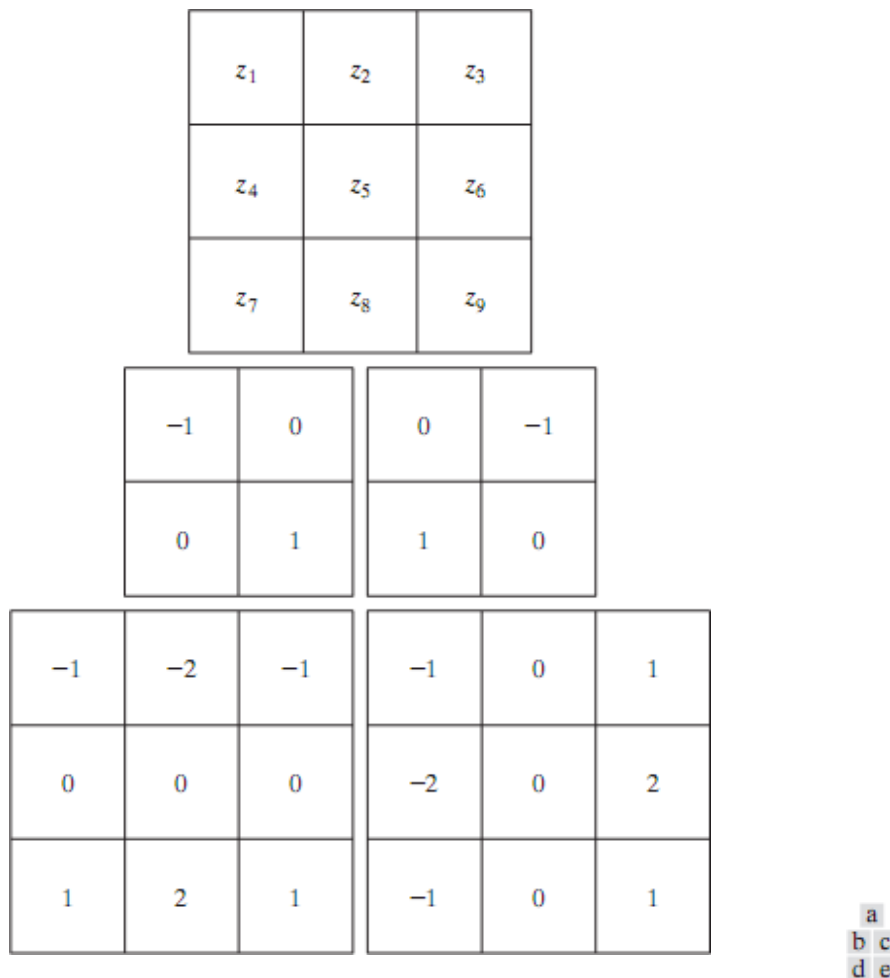 z₁ z₂ z₃
z₄ z₅ z₆
z₇ z₈ z₉
−1 0 0 −1
0 1 1 0
−1 −2 −1 −1 0 1
0 0 0 −2 0 2
1 2 1 −1 0 1
a
b c
d e